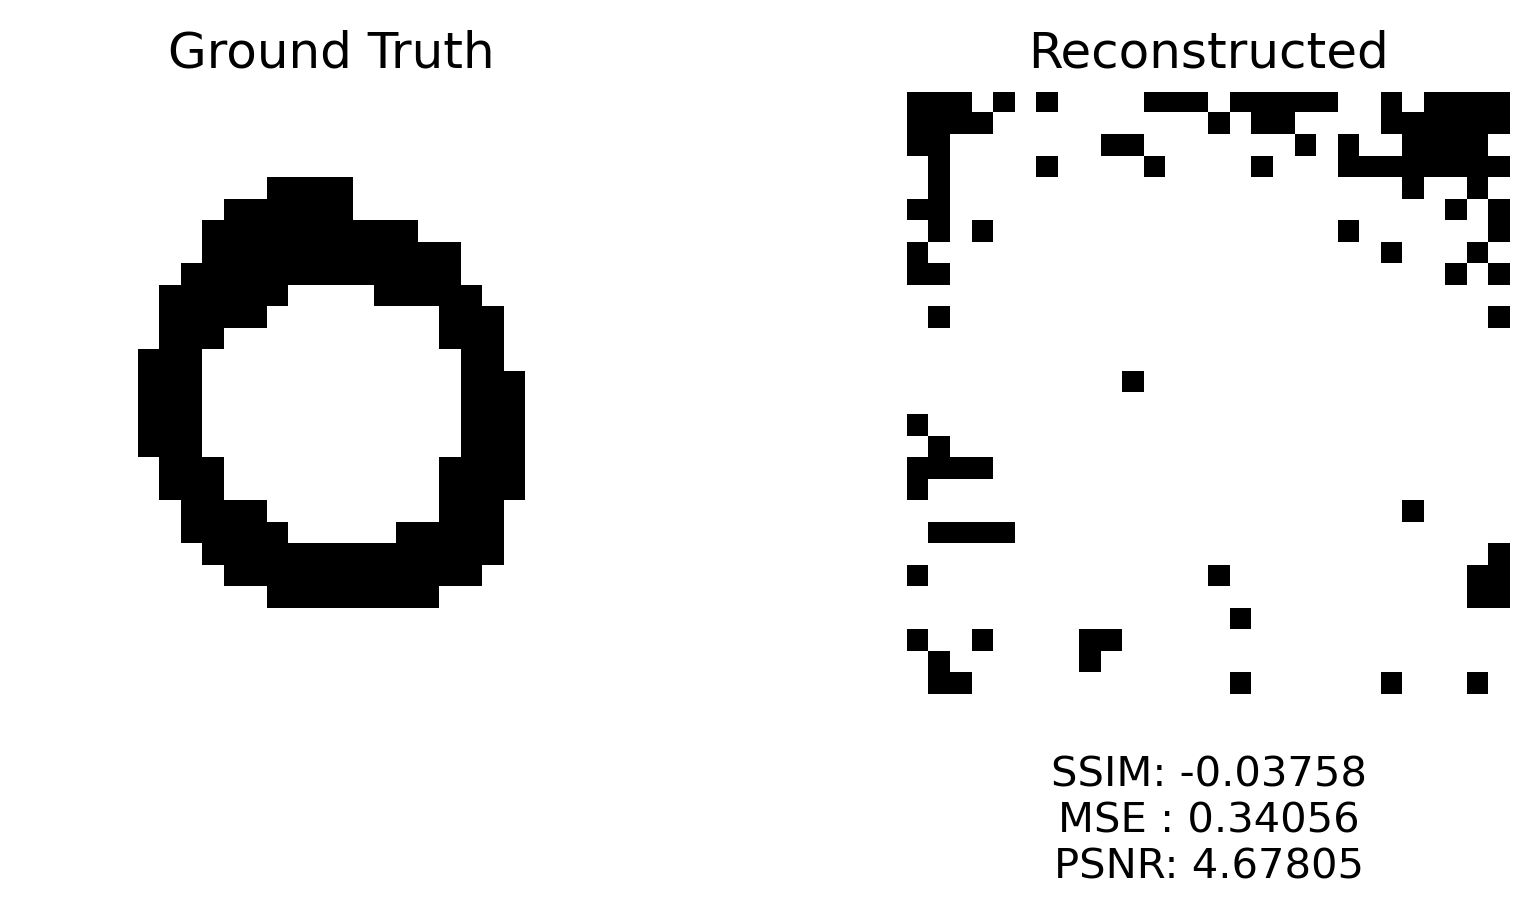 Ground Truth
Reconstructed
SSIM: -0.03758
MSE : 0.34056
PSNR: 4.67805